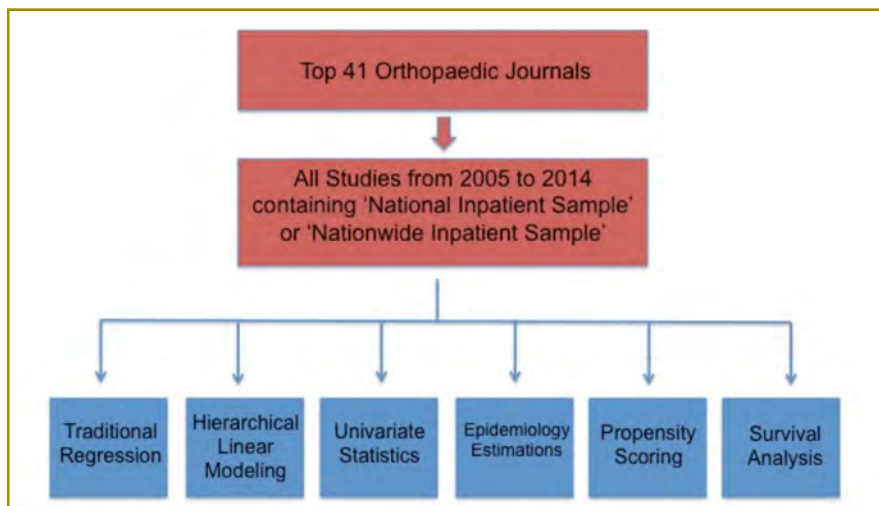 Top 41 Orthopaedic Journals
All Studies from 2005 to 2014
containing ‘National Inpatient Sample’
or ‘Nationwide Inpatient Sample’
Traditional
Regression
Hierarchical
Linear
Modeling
Univariate
Statistics
Epidemiology
Estimations
Propensity
Scoring
Survival
Analysis